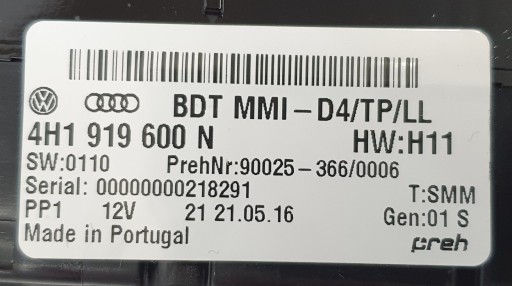 BDT MMI-D4/TP/LL
4H1 919 600 N HW:H11
SW:0110 PrehNr:90025-366/0006
Serial: 00000000218291 T:SMM
PP1 12V 21 21.05.16 Gen:01 S
Made in Portugal preh